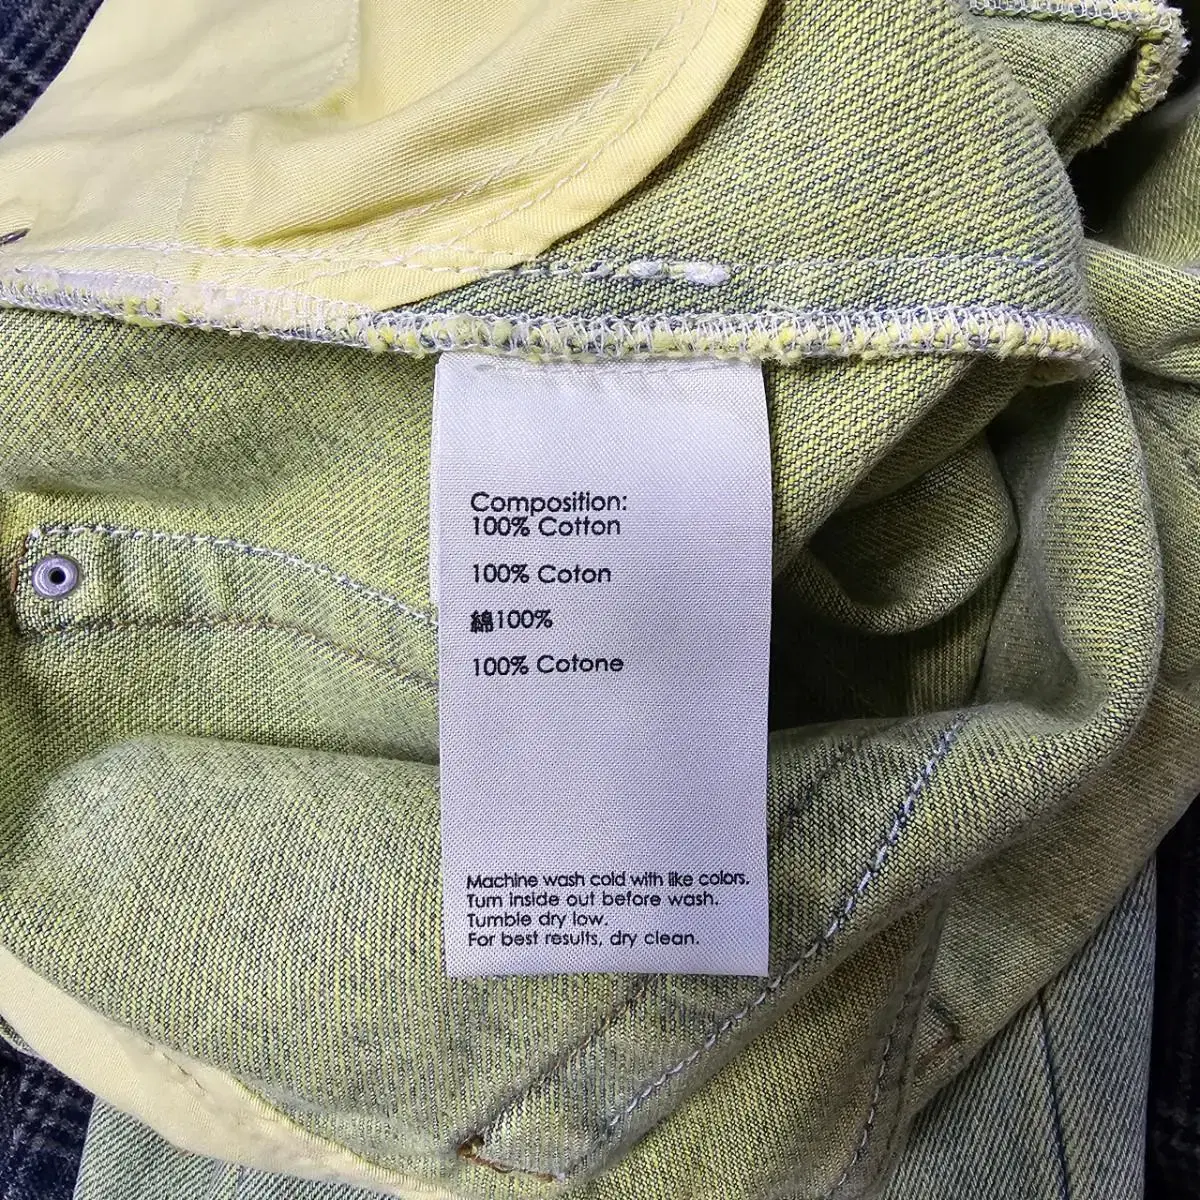 Composition:
100% Cotton
100% Coton
綿100%
100% Cotone
Machine wash cold with like colors.
Turn inside out before wash.
Tumble dry low.
For best results, dry clean.